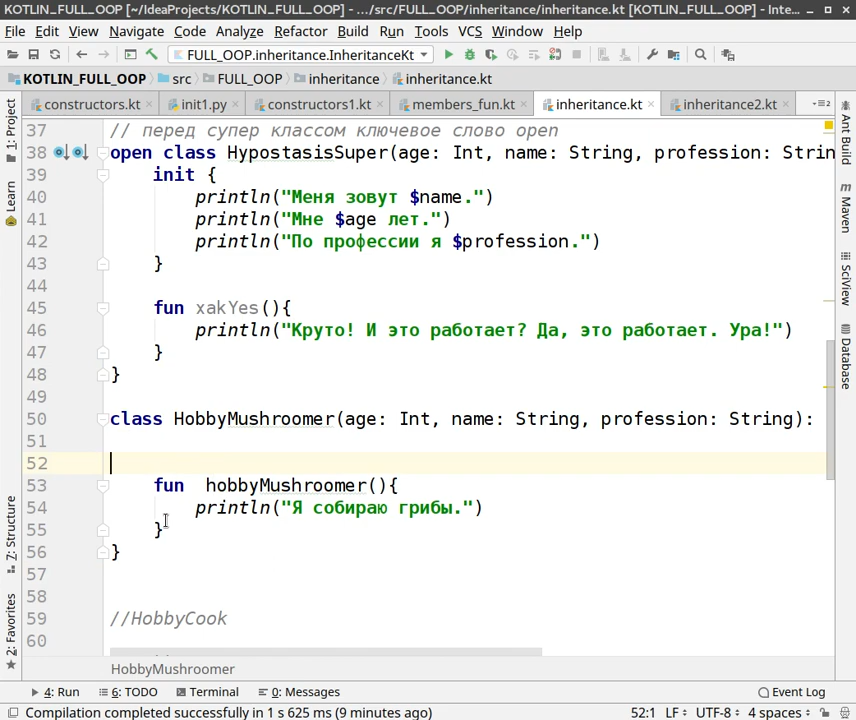 KOTLIN_FULL_OOP [~/IdeaProjects/KOTLIN_FULL_OOP] - .../src/FULL_OOP/inheritance/inheritance.kt [KOTLIN_FULL_OOP] - Inte...
File Edit View Navigate Code Analyze Refactor Build Run Tools VCS Window Help
FULL_OOP.inheritance.InheritanceKt
KOTLIN_FULL_OOP src FULL_OOP inheritance inheritance.kt
constructors.kt init1.py constructors1.kt members_fun.kt inheritance.kt inheritance2.kt
1: Project
Learn
7: Structure
2: Favorites
Ant Build
Maven
SciView
Database
37 // перед супер классом ключевое слово open
38 open class HypostasisSuper(age: Int, name: String, profession: Strin
39 init {
40 println("Меня зовут $name.")
41 println("Мне $age лет.")
42 println("По профессии я $profession.")
43 }
44
45 fun xakYes(){
46 println("Круто! И это работает? Да, это работает. Ура!")
47 }
48 }
49
50 class HobbyMushroomer(age: Int, name: String, profession: String):
51
52
53 fun  hobbyMushroomer(){
54 println("Я собираю грибы.")
55 }
56 }
57
58
59 //HobbyCook
60
HobbyMushroomer
4: Run 6: TODO Terminal 0: Messages Event Log
Compilation completed successfully in 1 s 625 ms (9 minutes ago) 52:1 LF UTF-8 4 spaces